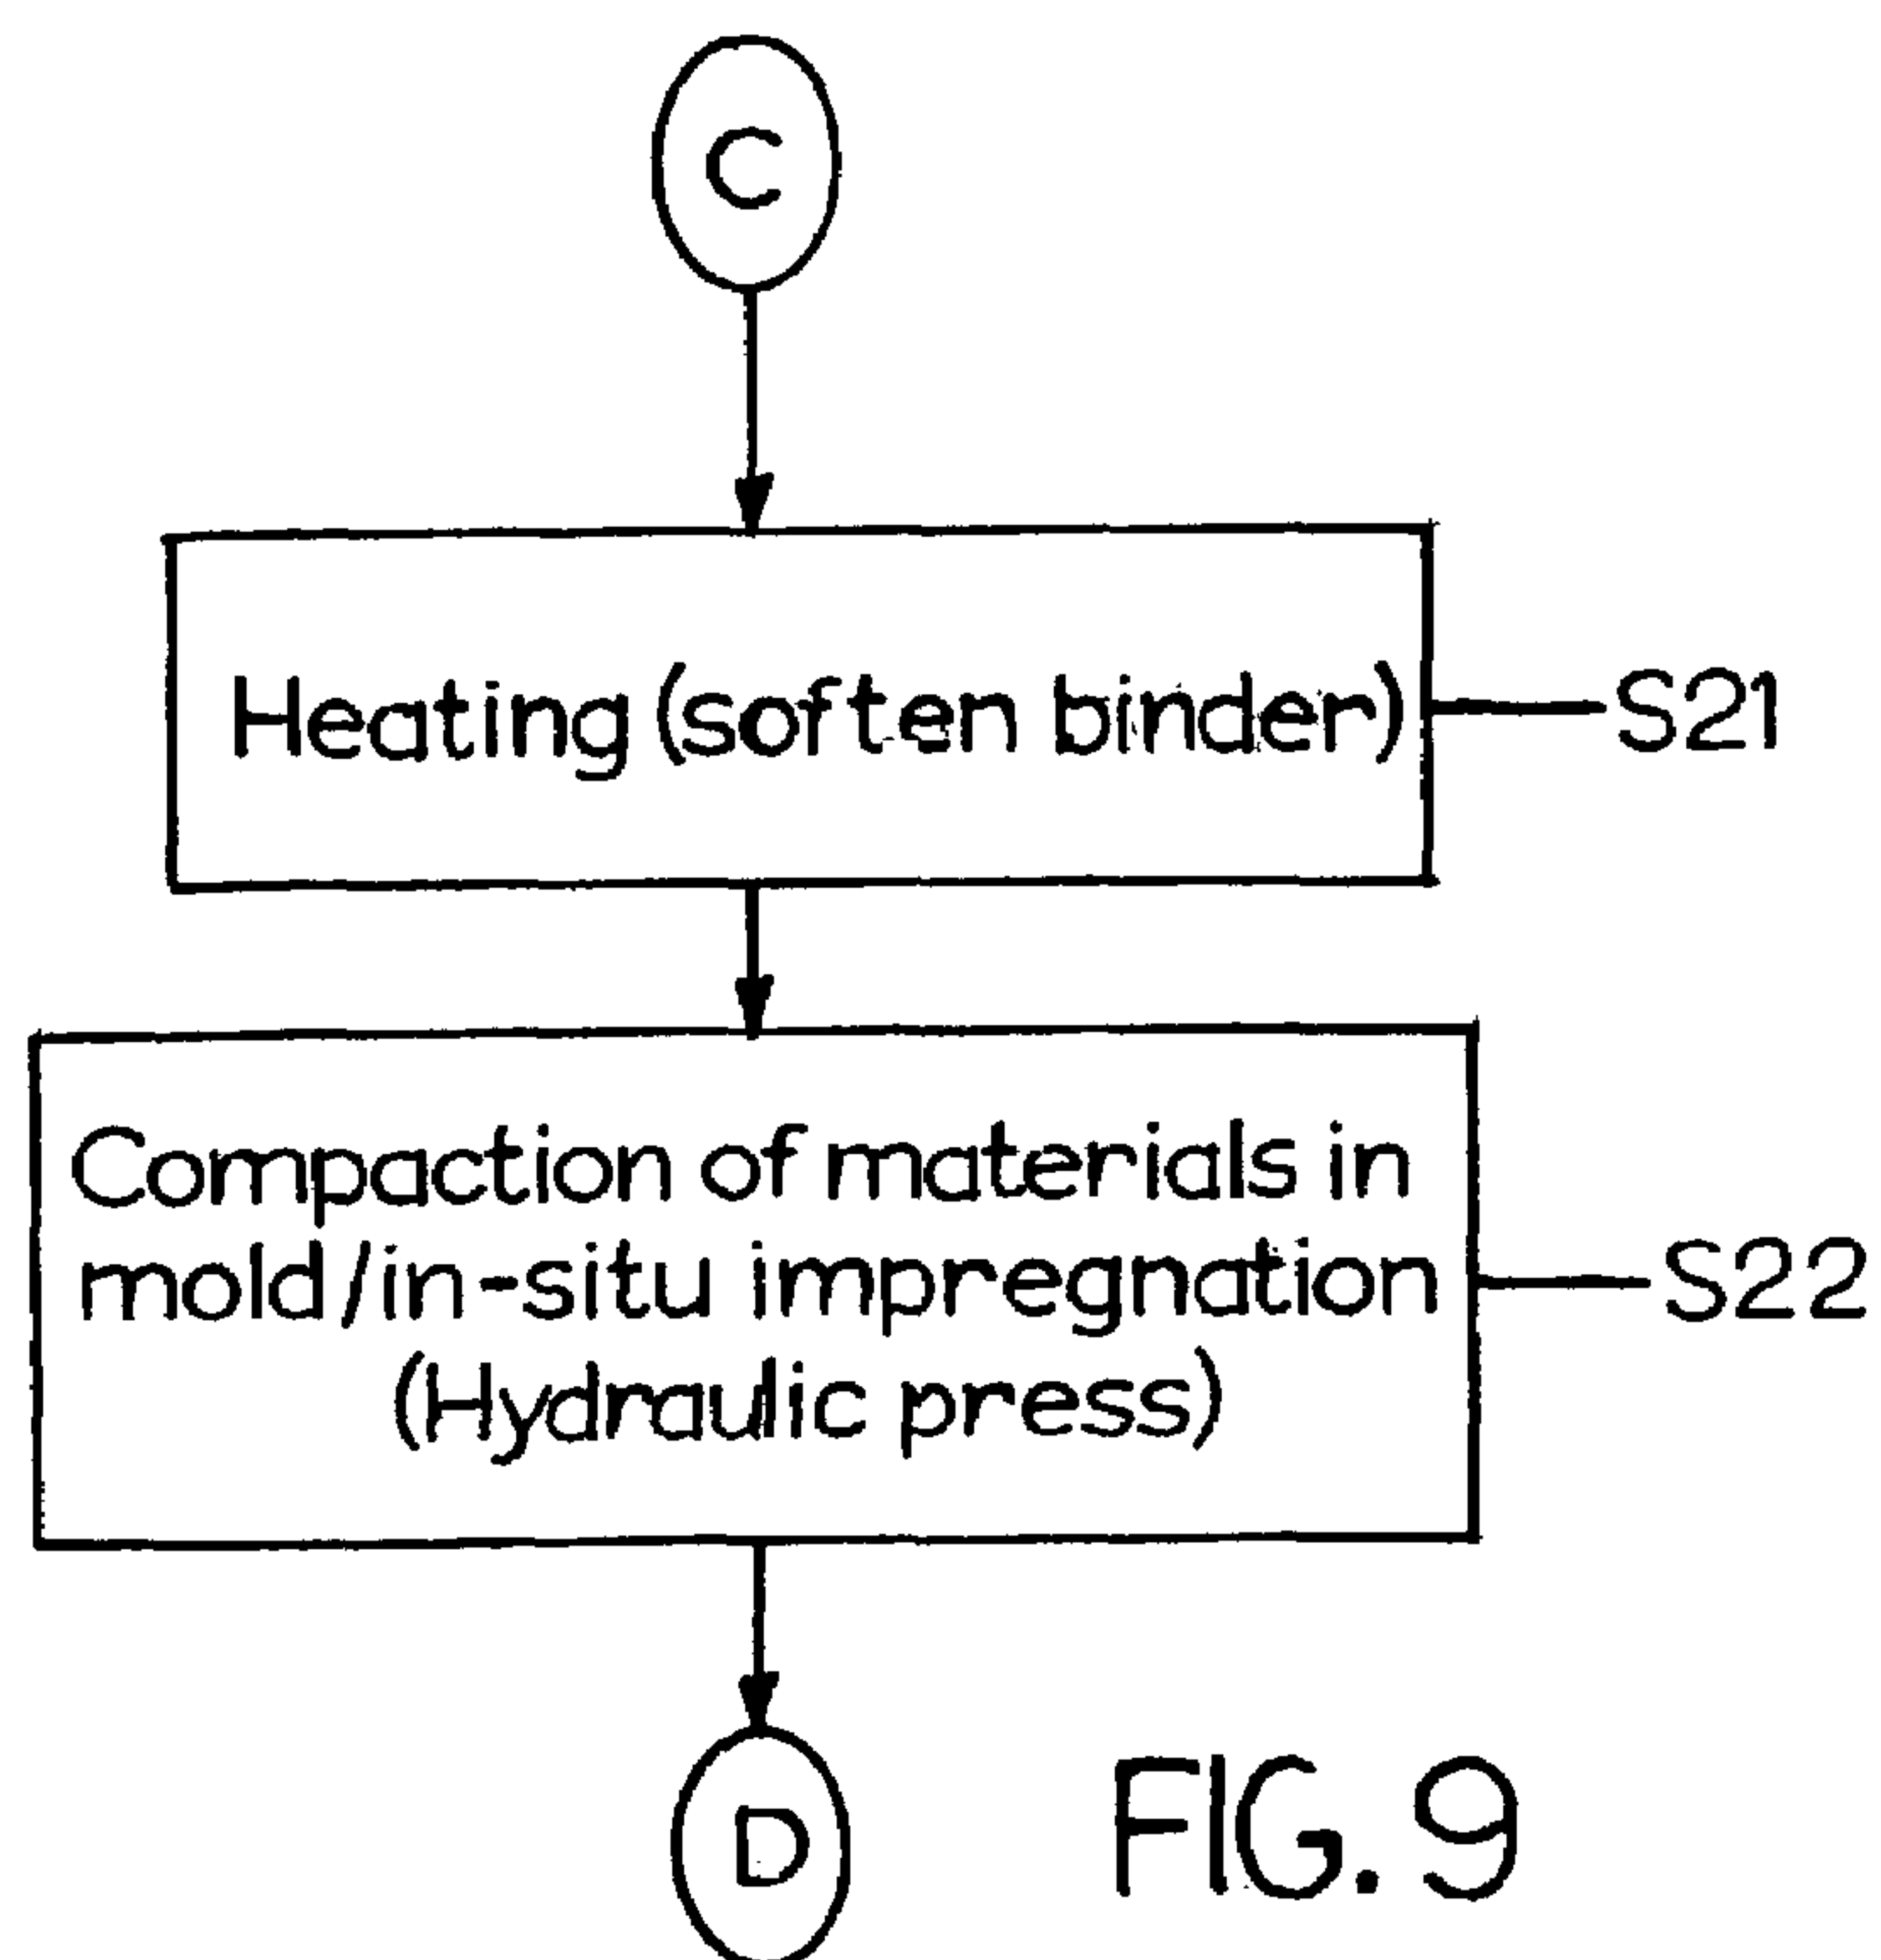 C
Heating (soften binder)
S21
Compaction of materials in
mold/in-situ impregnation
(Hydraulic press)
S22
D
FIG. 9